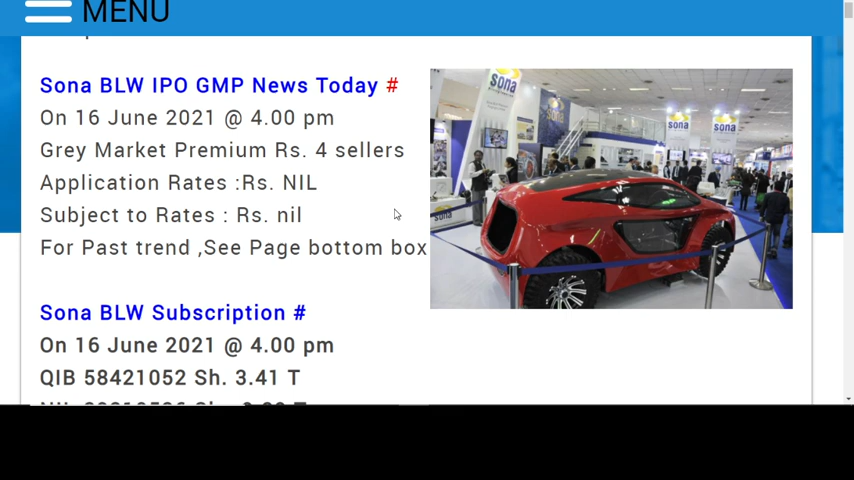 MENU
Sona BLW IPO GMP News Today #
On 16 June 2021 @ 4.00 pm
Grey Market Premium Rs. 4 sellers
Application Rates :Rs. NIL
Subject to Rates : Rs. nil
For Past trend ,See Page bottom box
Sona BLW Subscription #
On 16 June 2021 @ 4.00 pm
QIB 58421052 Sh. 3.41 T
sona
sona
sona
sona